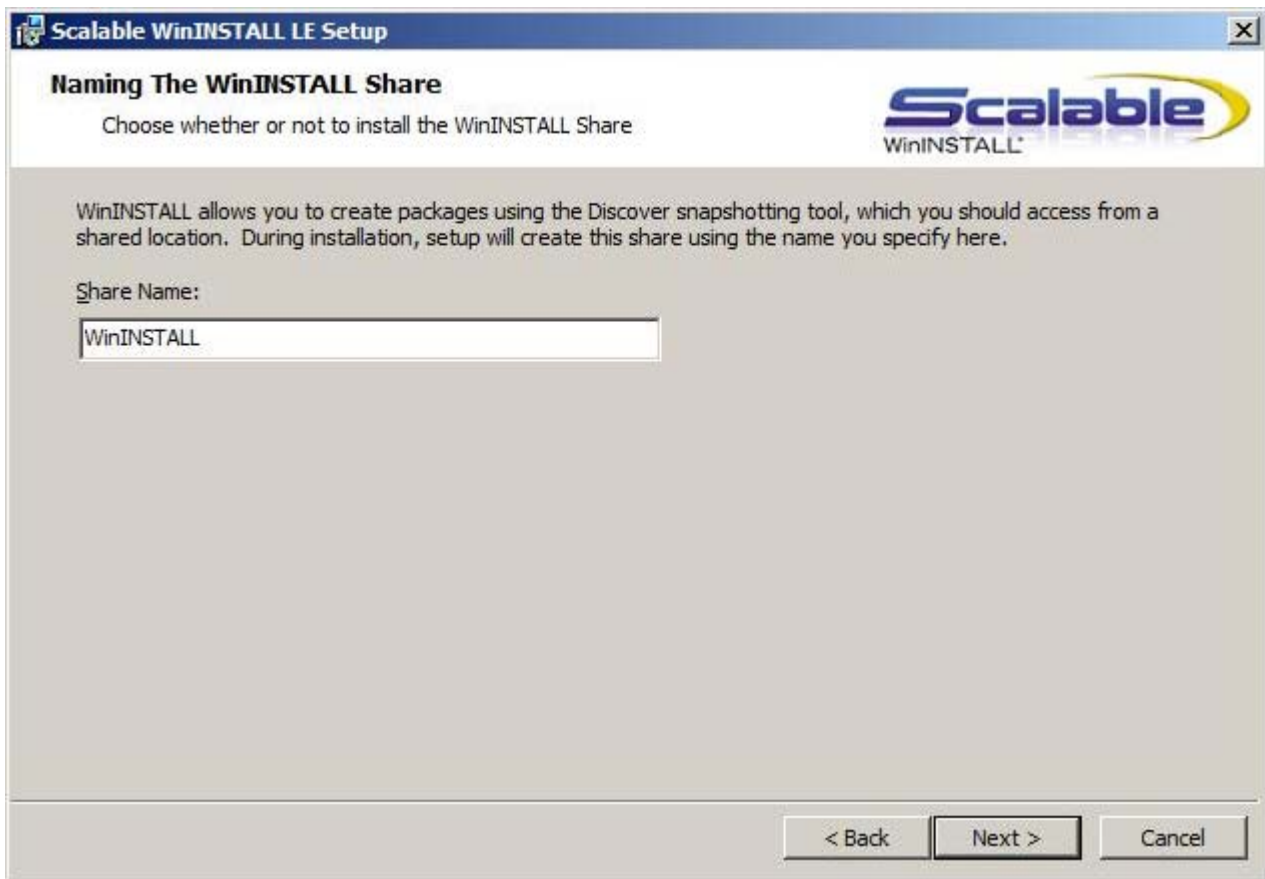 Scalable WinINSTALL LE Setup
Naming The WinINSTALL Share
Choose whether or not to install the WinINSTALL Share
Scalable
WinINSTALL
WinINSTALL allows you to create packages using the Discover snapshotting tool, which you should access from a
shared location. During installation, setup will create this share using the name you specify here.
Share Name:
WinINSTALL
< Back Next > Cancel